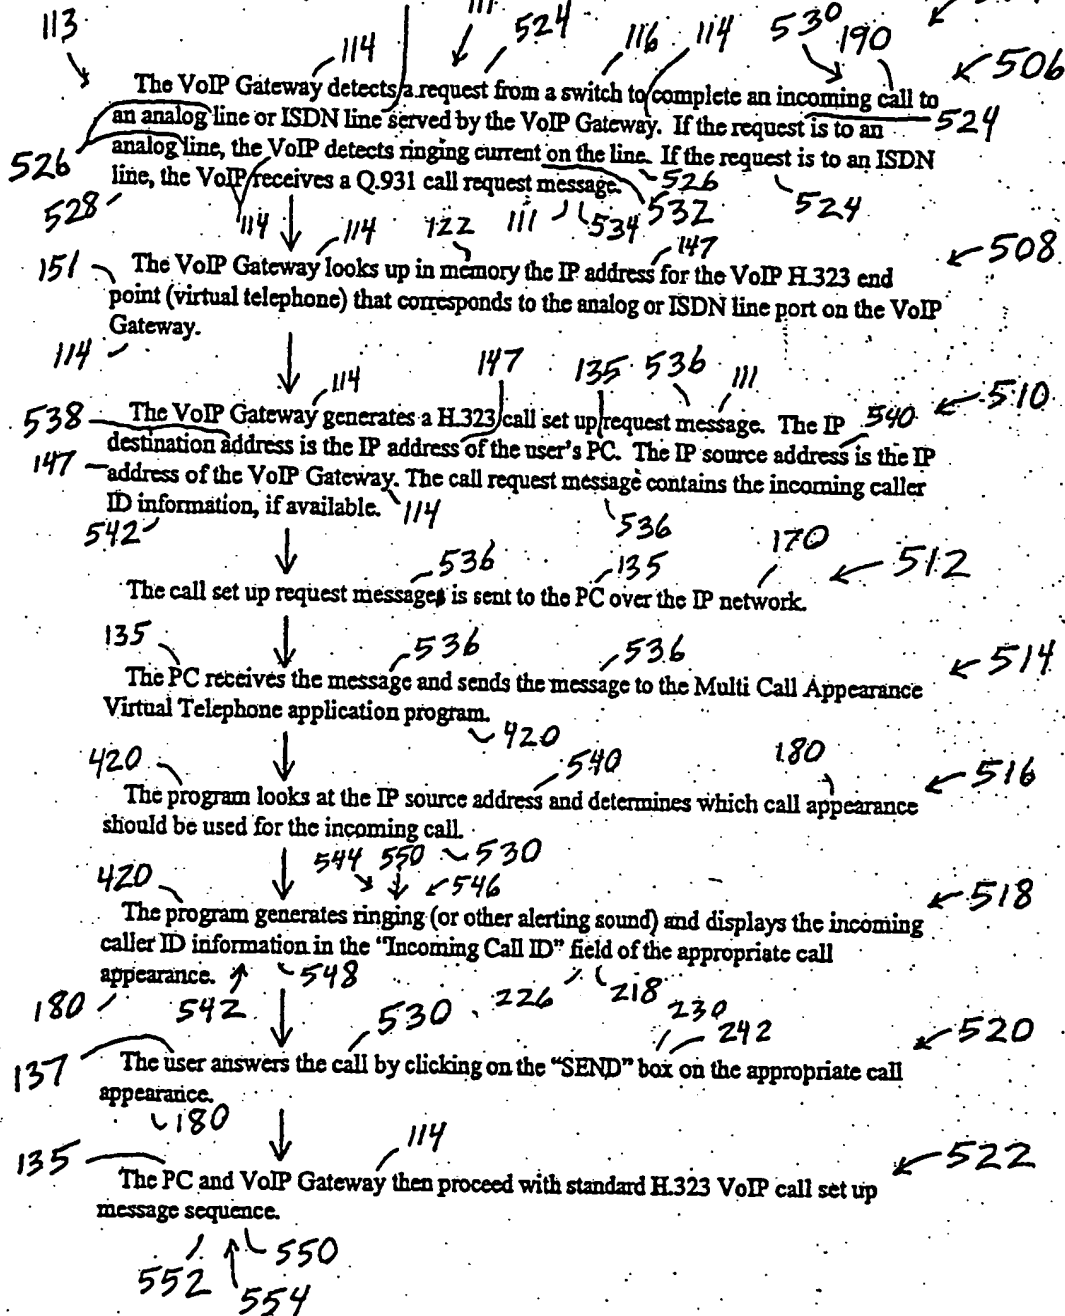 113 111 524 116 114 530 190
114 506
The VoIP Gateway detects a request from a switch to complete an incoming call to
an analog line or ISDN line served by the VoIP Gateway. If the request is to an 524
analog line, the VoIP detects ringing current on the line. If the request is to an ISDN
526 526
line, the VoIP receives a Q.931 call request message. 532 524
528 114 114 122 111 534 147 508
151 The VoIP Gateway looks up in memory the IP address for the VoIP H.323 end
point (virtual telephone) that corresponds to the analog or ISDN line port on the VoIP
Gateway.
114 114 147 135 536 111 510
538 The VoIP Gateway generates a H.323 call set up request message. The IP 540
destination address is the IP address of the user's PC. The IP source address is the IP
147 address of the VoIP Gateway. The call request message contains the incoming caller
ID information, if available. 114 536
542 536 135 170 512
The call set up request messages is sent to the PC over the IP network.
135 536 536 514
The PC receives the message and sends the message to the Multi Call Appearance
Virtual Telephone application program.
420
420 540 180 516
The program looks at the IP source address and determines which call appearance
should be used for the incoming call.
544 550 530
420 546 518
The program generates ringing (or other alerting sound) and displays the incoming
caller ID information in the "Incoming Call ID" field of the appropriate call
appearance. 548
180 542 530 226 218 230 242 520
137 The user answers the call by clicking on the "SEND" box on the appropriate call
appearance.
180
135 114 522
The PC and VoIP Gateway then proceed with standard H.323 VoIP call set up
message sequence.
552 554 550